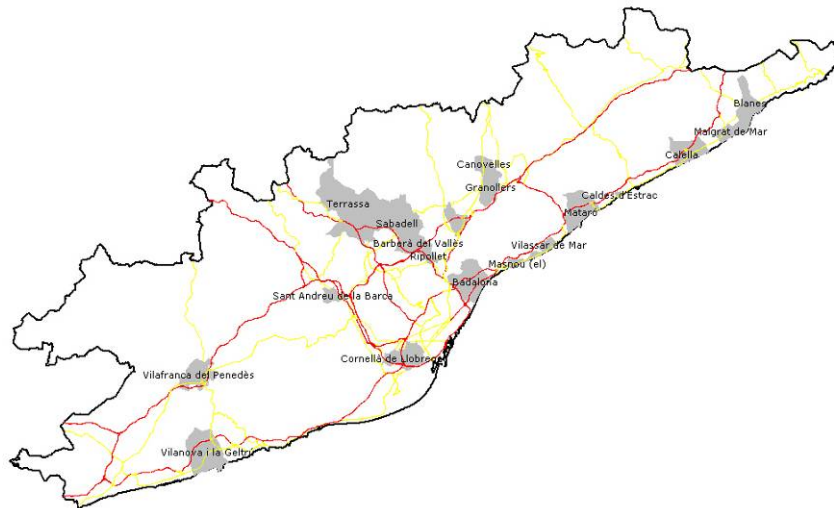 Blanes
Malgrat de Mar
Calella
Canovelles
Granollers
Caldes d'Estrac
Terrassa
Mataró
Sabadell
Barberà del Vallès
Vilassar de Mar
Ripollet
Masnou (el)
Badalona
Sant Andreu de la Barca
Cornellà de Llobregat
Vilafranca del Penedès
Vilanova i la Geltrú